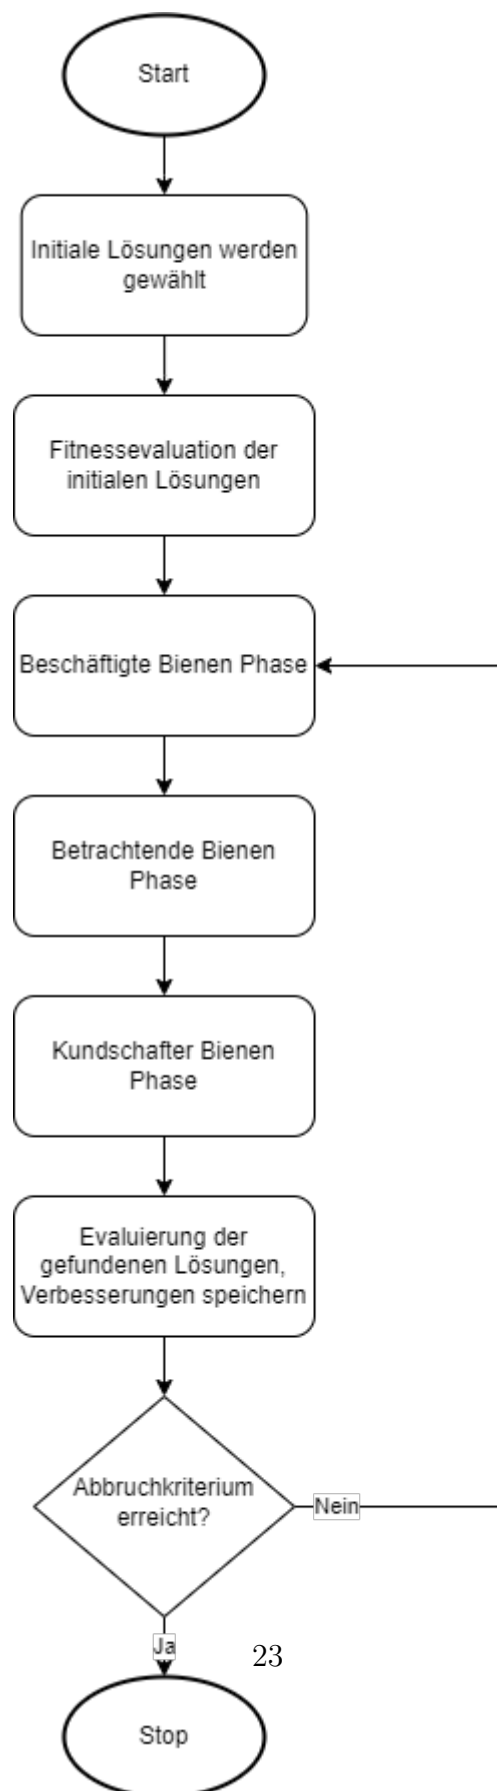 Start
Initiale Lösungen werden
gewählt
Fitnessevaluation der
initialen Lösungen
Beschäftigte Bienen Phase
Betrachtende Bienen
Phase
Kundschafter Bienen
Phase
Evaluierung der
gefundenen Lösungen,
Verbesserungen speichern
Abbruchkriterium
erreicht?
Nein
Ja
23
Stop